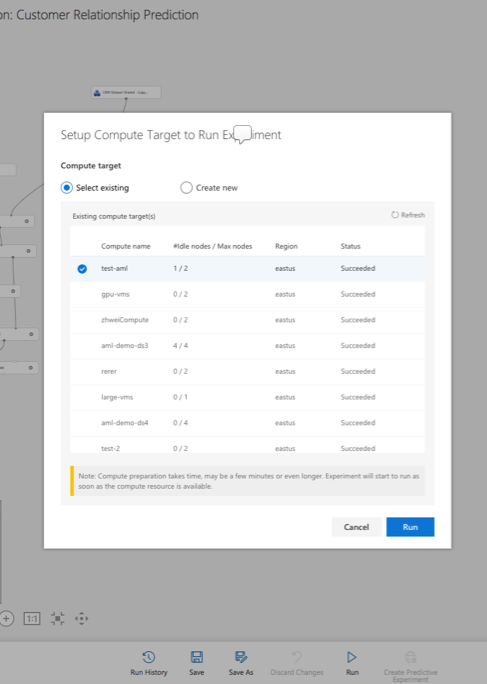 on: Customer Relationship Prediction
Setup Compute Target to Run Experiment
Compute target
Select existing
Create new
Existing compute target(s)
Refresh
Compute name #Idle nodes / Max nodes Region Status
test-aml 1 / 2 eastus Succeeded
gpu-vms 0 / 2 eastus Succeeded
zhweiCompute 0 / 2 eastus Succeeded
aml-demo-ds3 4 / 4 eastus Succeeded
rerer 0 / 2 eastus Succeeded
large-vms 0 / 1 eastus Succeeded
aml-demo-ds4 0 / 4 eastus Succeeded
test-2 0 / 2 eastus Succeeded
Note: Compute preparation takes time, may be a few minutes or even longer. Experiment will start to run as
soon as the compute resource is available.
Cancel
Run
1:1
Run History
Save
Save As
Discard Changes
Run
Create Predictive
Experiment